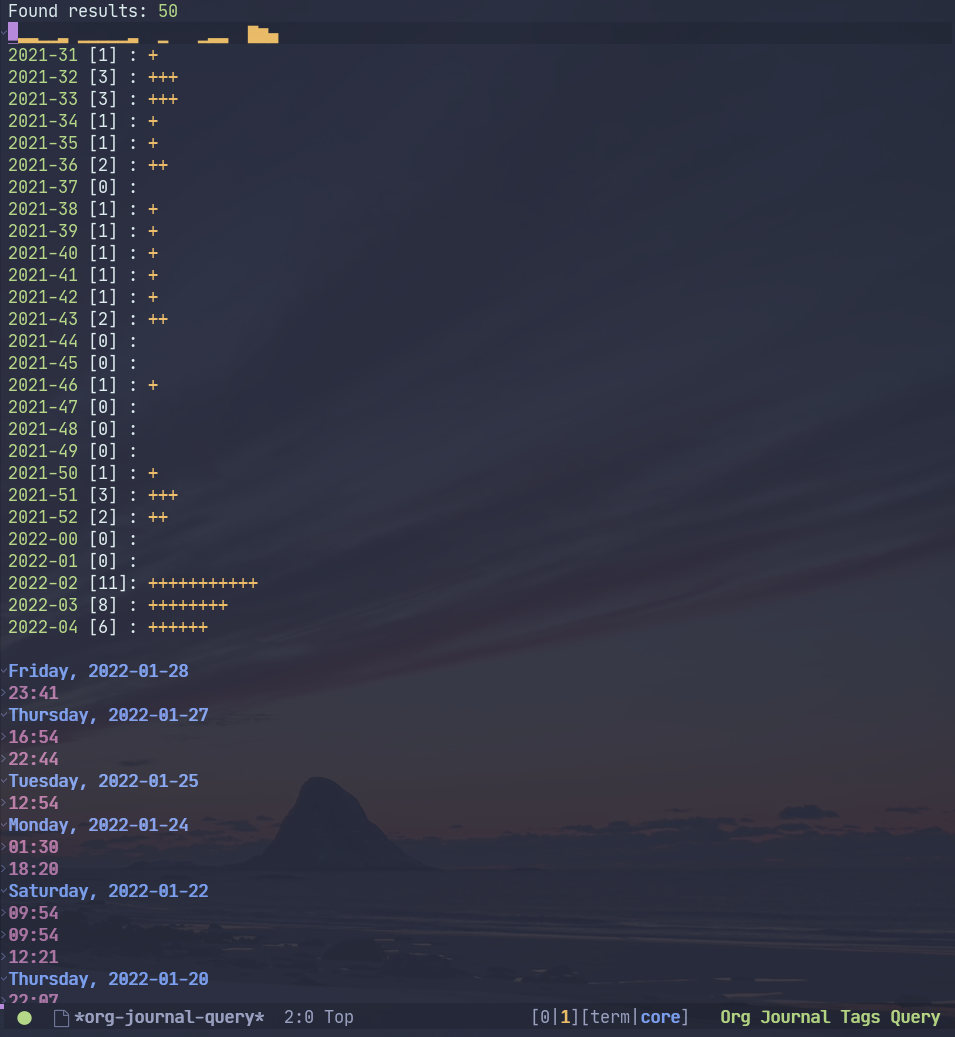 Found results: 50
2021-31 [1] : +
2021-32 [3] : +++
2021-33 [3] : +++
2021-34 [1] : +
2021-35 [1] : +
2021-36 [2] : ++
2021-37 [0] :
2021-38 [1] : +
2021-39 [1] : +
2021-40 [1] : +
2021-41 [1] : +
2021-42 [1] : +
2021-43 [2] : ++
2021-44 [0] :
2021-45 [0] :
2021-46 [1] : +
2021-47 [0] :
2021-48 [0] :
2021-49 [0] :
2021-50 [1] : +
2021-51 [3] : +++
2021-52 [2] : ++
2022-00 [0] :
2022-01 [0] :
2022-02 [11]: +++++++++++
2022-03 [8] : ++++++++
2022-04 [6] : ++++++
Friday, 2022-01-28
23:41
Thursday, 2022-01-27
16:54
22:44
Tuesday, 2022-01-25
12:54
Monday, 2022-01-24
01:30
18:20
Saturday, 2022-01-22
09:54
09:54
12:21
Thursday, 2022-01-20
22:07
*org-journal-query* 2:0 Top [0|1][term|core] Org Journal Tags Query